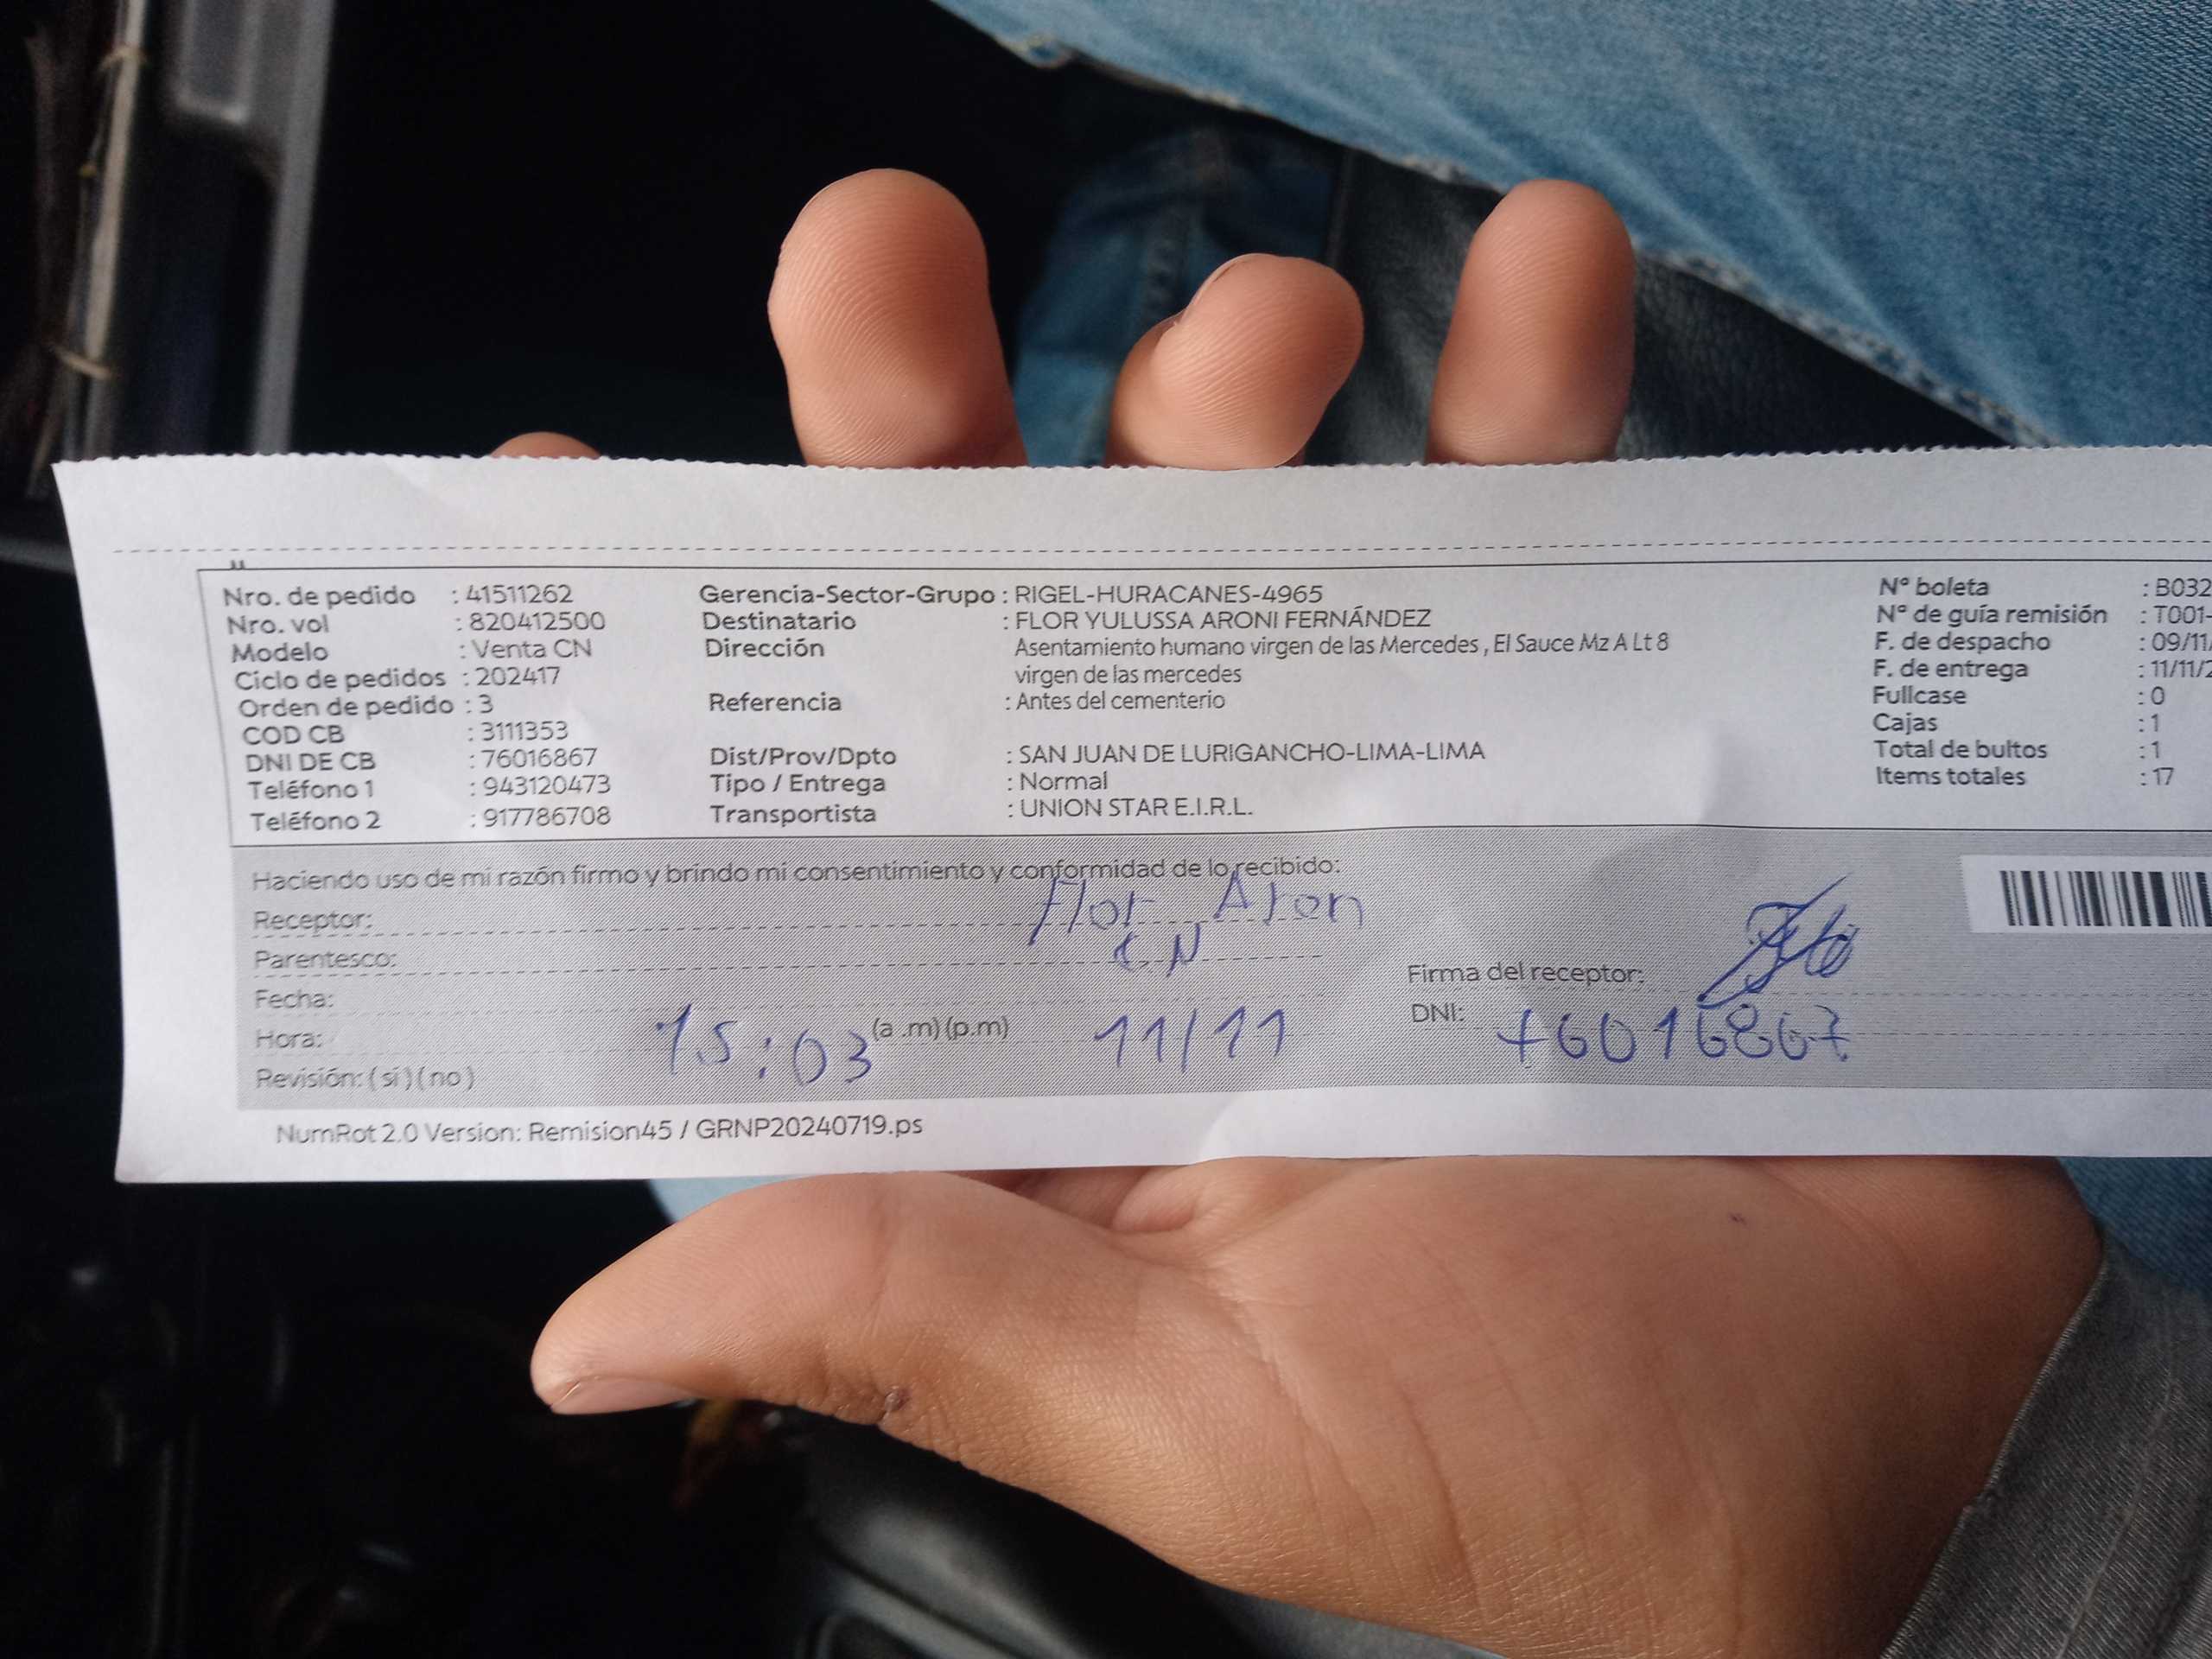 Nro. de pedido : 41511262 Gerencia-Sector-Grupo : RIGEL-HURACANES-4965 N° boleta : B032
Nro. vol : 820412500 Destinatario : FLOR YULUSSA ARONI FERNÁNDEZ N° de guía remisión : T001-
Modelo : Venta CN Dirección Asentamiento humano virgen de las Mercedes , El Sauce Mz A Lt 8 F. de despacho : 09/11/
Ciclo de pedidos : 202417 virgen de las mercedes F. de entrega : 11/11/2
Orden de pedido : 3 Referencia : Antes del cementerio Fullcase : 0
COD CB : 3111353 Cajas : 1
DNI DE CB : 76016867 Dist/Prov/Dpto : SAN JUAN DE LURIGANCHO-LIMA-LIMA Total de bultos : 1
Teléfono 1 : 943120473 Tipo / Entrega : Normal Items totales : 17
Teléfono 2 : 917786708 Transportista : UNION STAR E.I.R.L.
Haciendo uso de mi razón firmo y brindo mi consentimiento y conformidad de lo recibido:
Receptor: Flor Aron
Parentesco: CN
Firma del receptor:
Fecha:
Hora: 15:03 (a .m) (p.m) 11/11 DNI: 76016867
Revisión: ( si ) ( no )
NumRot 2.0 Version: Remision45 / GRNP20240719.ps